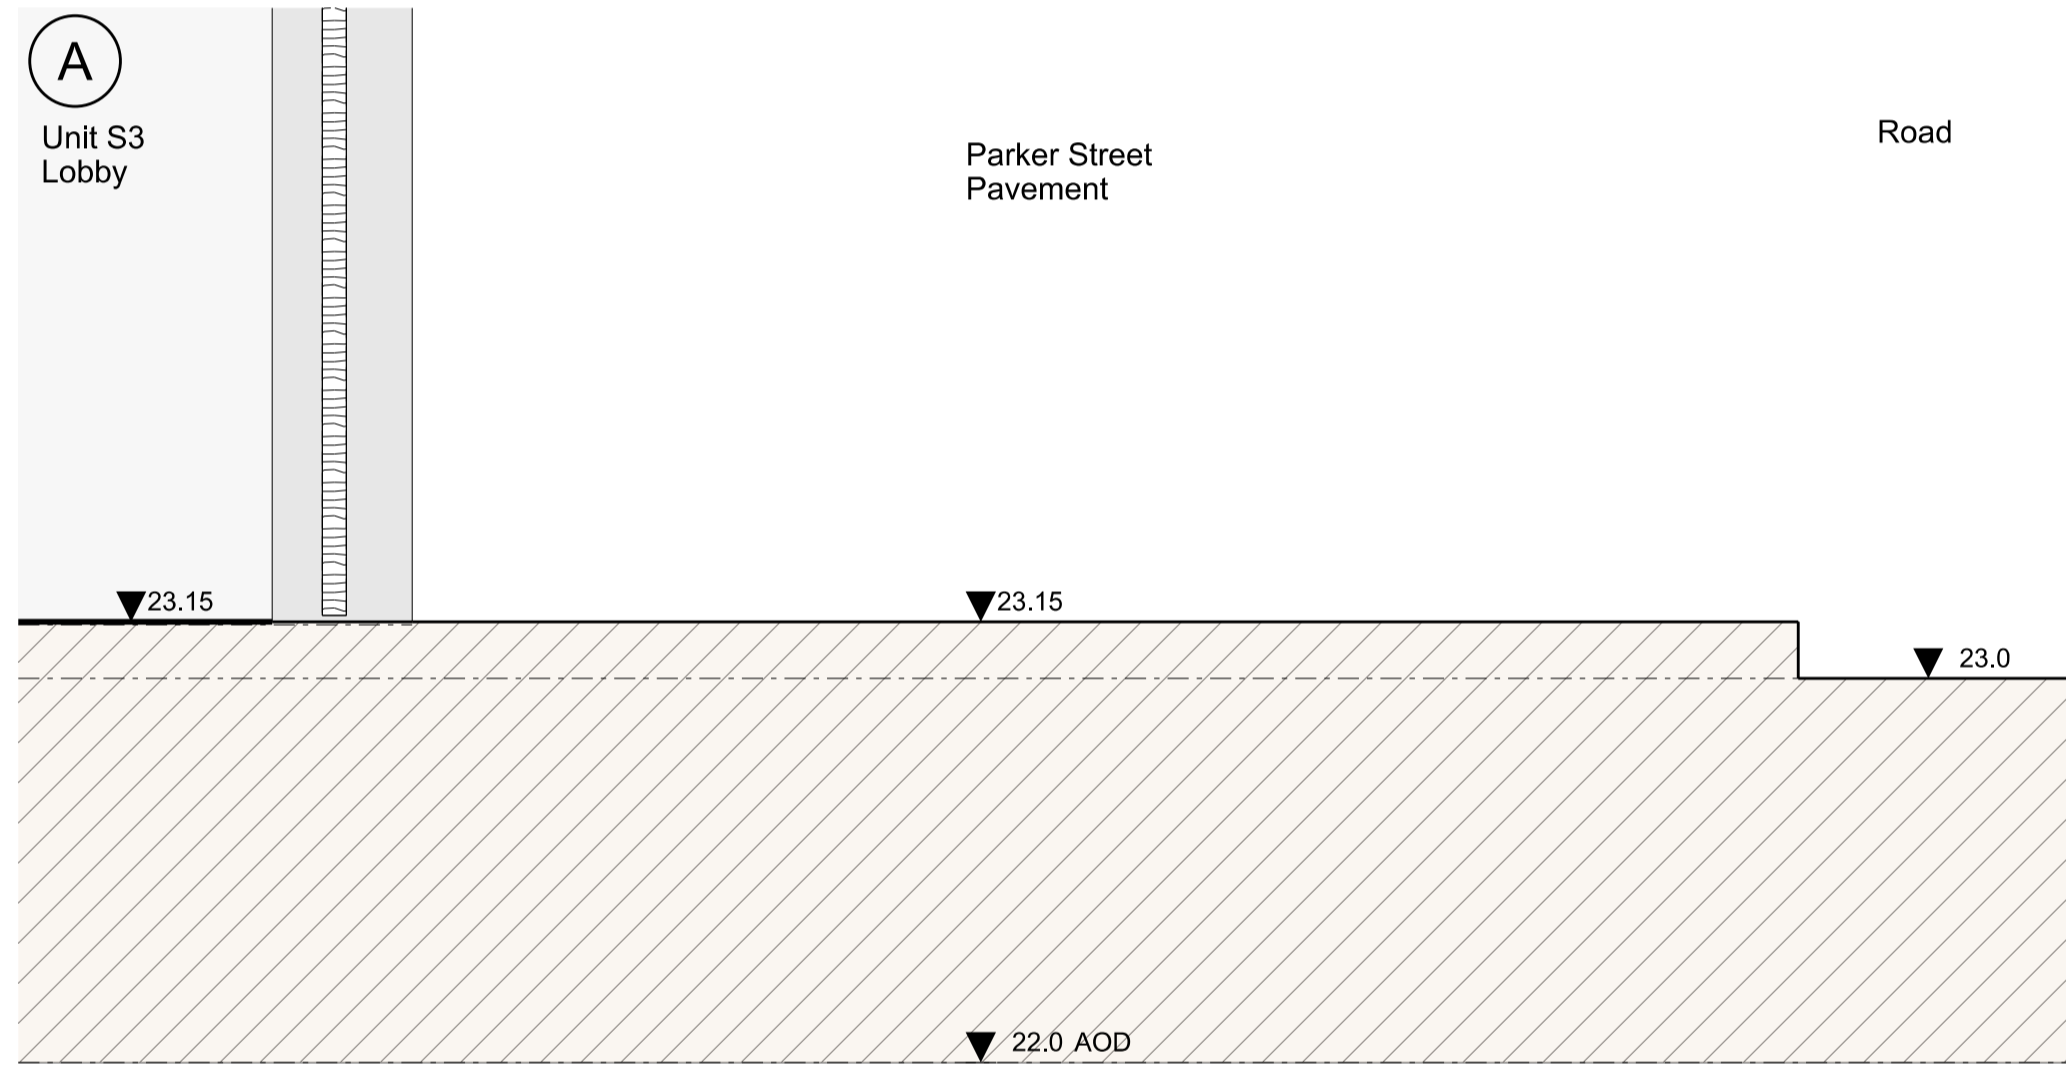 A
Unit S3
Lobby
Parker Street
Pavement
Road
23.15
23.15
23.0
22.0 AOD